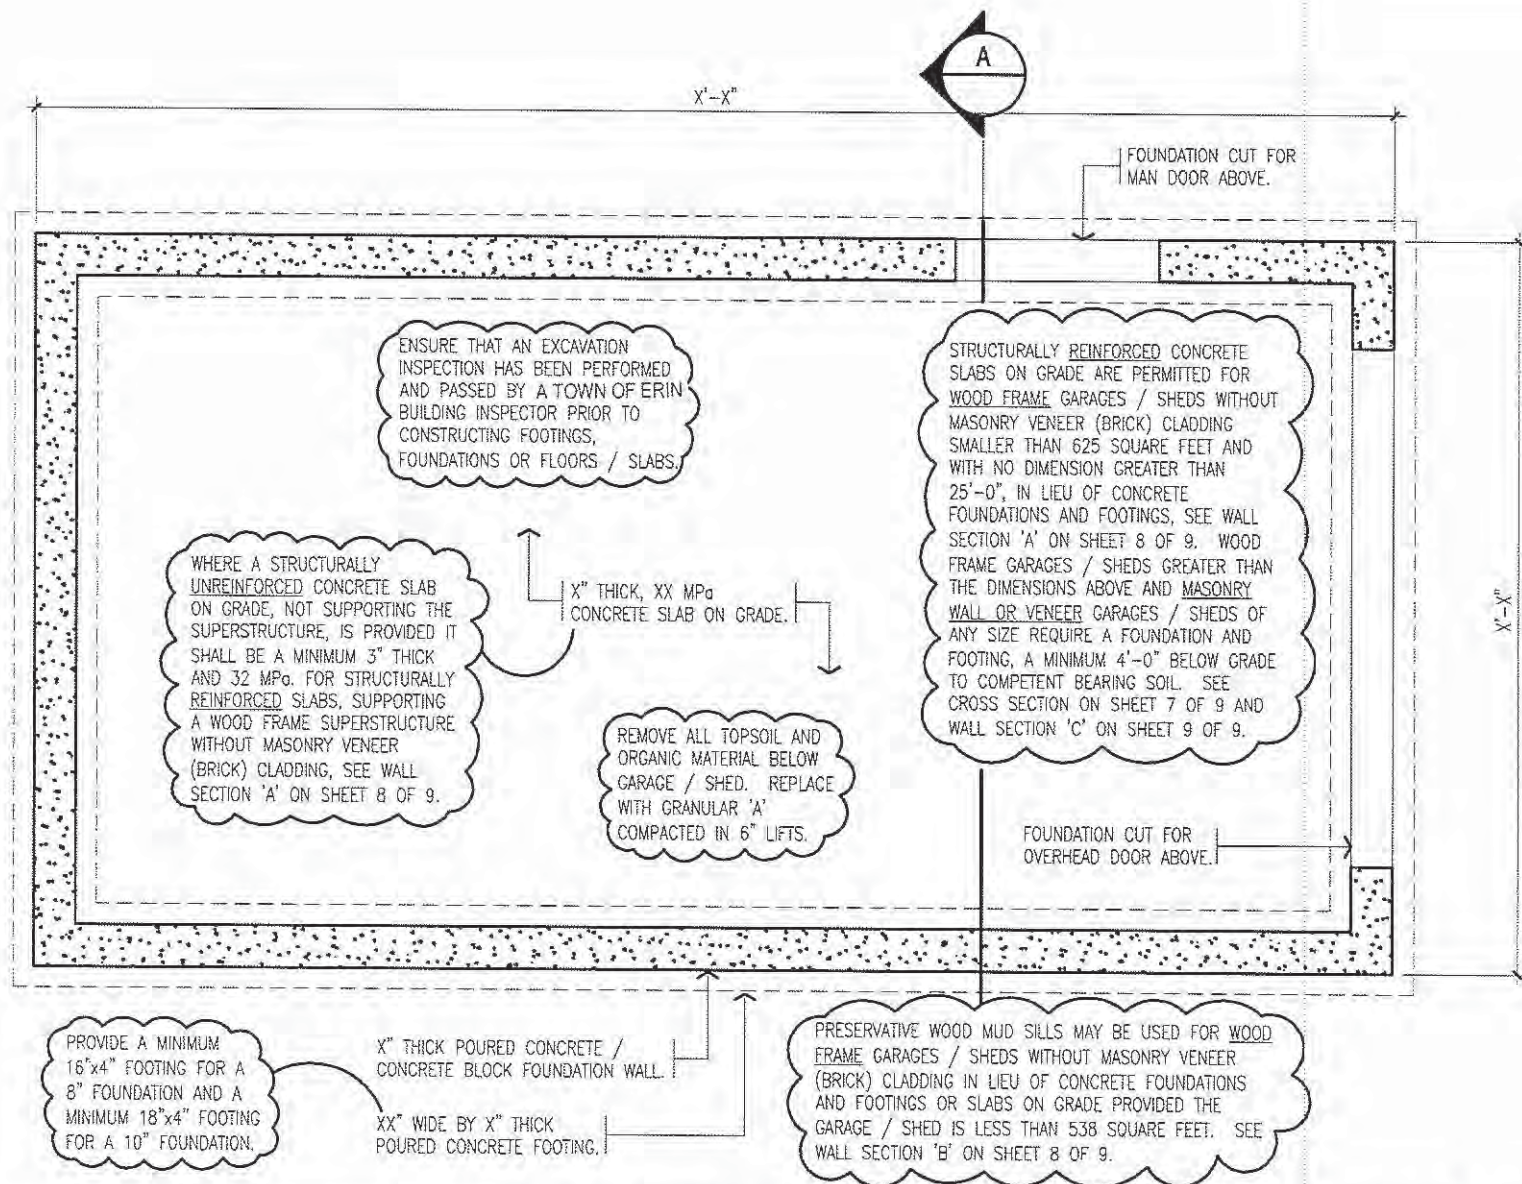 A
X'-X"
FOUNDATION CUT FOR
MAN DOOR ABOVE.
ENSURE THAT AN EXCAVATION
INSPECTION HAS BEEN PERFORMED
AND PASSED BY A TOWN OF ERIN
BUILDING INSPECTOR PRIOR TO
CONSTRUCTING FOOTINGS,
FOUNDATIONS OR FLOORS / SLABS.
STRUCTURALLY REINFORCED CONCRETE
SLABS ON GRADE ARE PERMITTED FOR
WOOD FRAME GARAGES / SHEDS WITHOUT
MASONRY VENEER (BRICK) CLADDING
SMALLER THAN 625 SQUARE FEET AND
WITH NO DIMENSION GREATER THAN
25'-0", IN LIEU OF CONCRETE
FOUNDATIONS AND FOOTINGS, SEE WALL
SECTION 'A' ON SHEET 8 OF 9. WOOD
FRAME GARAGES / SHEDS GREATER THAN
THE DIMENSIONS ABOVE AND MASONRY
WALL OR VENEER GARAGES / SHEDS OF
ANY SIZE REQUIRE A FOUNDATION AND
FOOTING, A MINIMUM 4'-0" BELOW GRADE
TO COMPETENT BEARING SOIL. SEE
CROSS SECTION ON SHEET 7 OF 9 AND
WALL SECTION 'C' ON SHEET 9 OF 9.
WHERE A STRUCTURALLY
UNREINFORCED CONCRETE SLAB
ON GRADE, NOT SUPPORTING THE
SUPERSTRUCTURE, IS PROVIDED IT
SHALL BE A MINIMUM 3" THICK
AND 32 MPa. FOR STRUCTURALLY
REINFORCED SLABS, SUPPORTING
A WOOD FRAME SUPERSTRUCTURE
WITHOUT MASONRY VENEER
(BRICK) CLADDING, SEE WALL
SECTION 'A' ON SHEET 8 OF 9.
X" THICK, XX MPa
CONCRETE SLAB ON GRADE.
X'-X"
REMOVE ALL TOPSOIL AND
ORGANIC MATERIAL BELOW
GARAGE / SHED. REPLACE
WITH GRANULAR 'A'
COMPACTED IN 6" LIFTS.
FOUNDATION CUT FOR
OVERHEAD DOOR ABOVE.
PROVIDE A MINIMUM
16"x4" FOOTING FOR A
8" FOUNDATION AND A
MINIMUM 18"x4" FOOTING
FOR A 10" FOUNDATION.
X" THICK POURED CONCRETE /
CONCRETE BLOCK FOUNDATION WALL.
XX" WIDE BY X" THICK
POURED CONCRETE FOOTING.
PRESERVATIVE WOOD MUD SILLS MAY BE USED FOR WOOD
FRAME GARAGES / SHEDS WITHOUT MASONRY VENEER
(BRICK) CLADDING IN LIEU OF CONCRETE FOUNDATIONS
AND FOOTINGS OR SLABS ON GRADE PROVIDED THE
GARAGE / SHED IS LESS THAN 538 SQUARE FEET. SEE
WALL SECTION 'B' ON SHEET 8 OF 9.